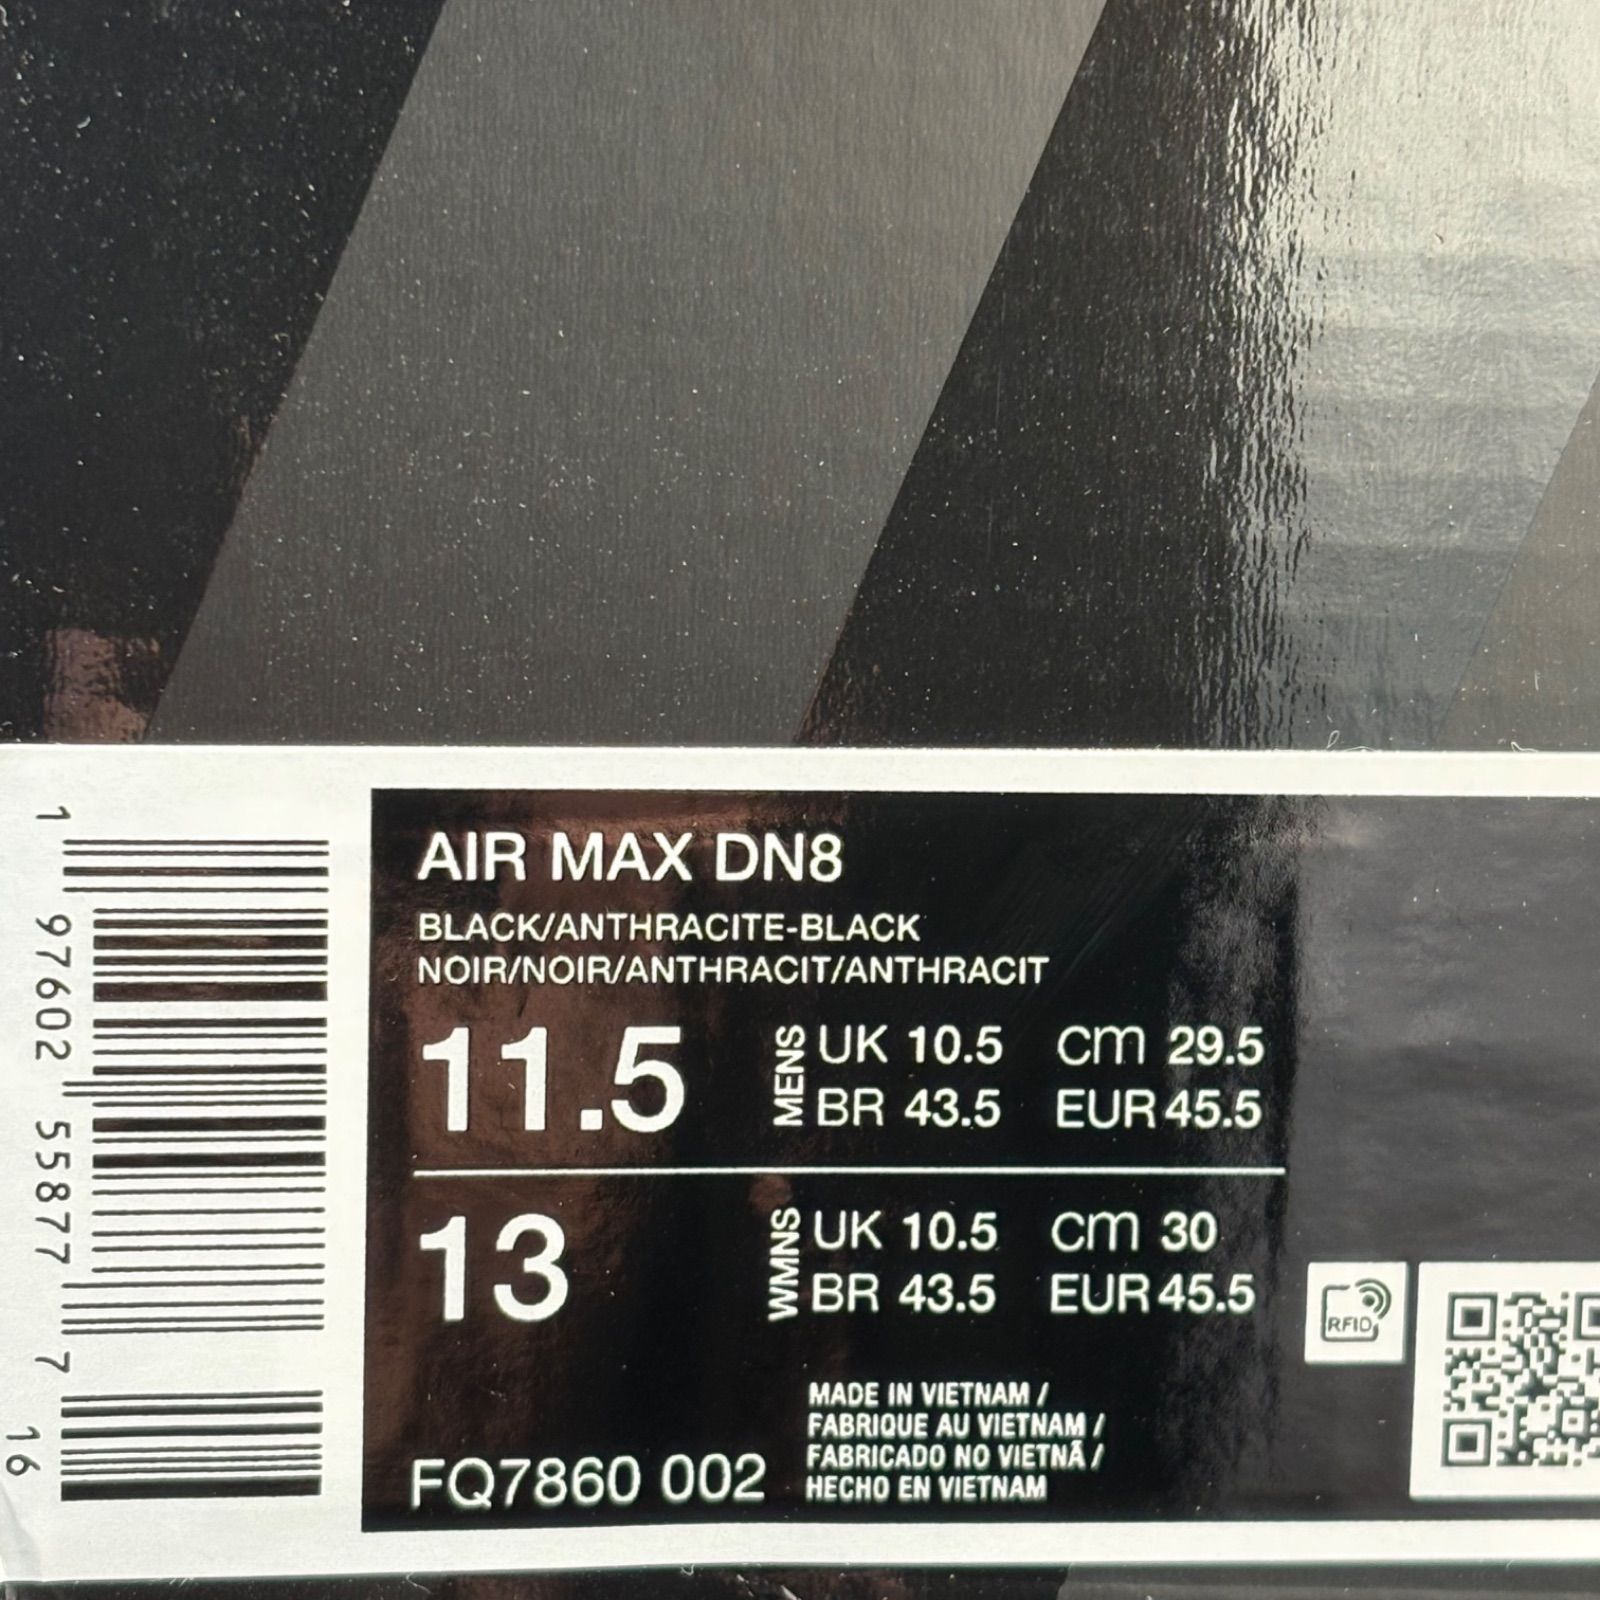 AIR MAX DN8
BLACK/ANTHRACITE-BLACK
NOIR/NOIR/ANTHRACIT/ANTHRACIT
11.5
MENS
UK 10.5 CM 29.5
BR 43.5 EUR 45.5
13
WMNS
UK 10.5 CM 30
BR 43.5 EUR 45.5
FQ7860 002
MADE IN VIETNAM /
FABRIQUE AU VIETNAM /
FABRICADO NO VIETNÃ /
HECHO EN VIETNAM
RFID
1 97602 55877 7 16